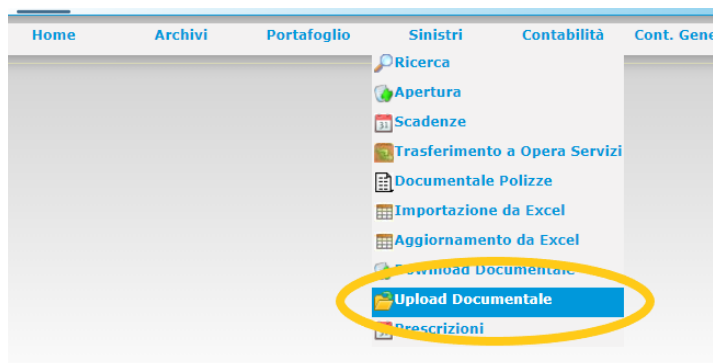 Home Archivi Portafoglio Sinistri Contabilità Cont. Gene
Ricerca
Apertura
Scadenze
Trasferimento a Opera Servizi
Documentale Polizze
Importazione da Excel
Aggiornamento da Excel
Download Documentale
Upload Documentale
Prescrizioni